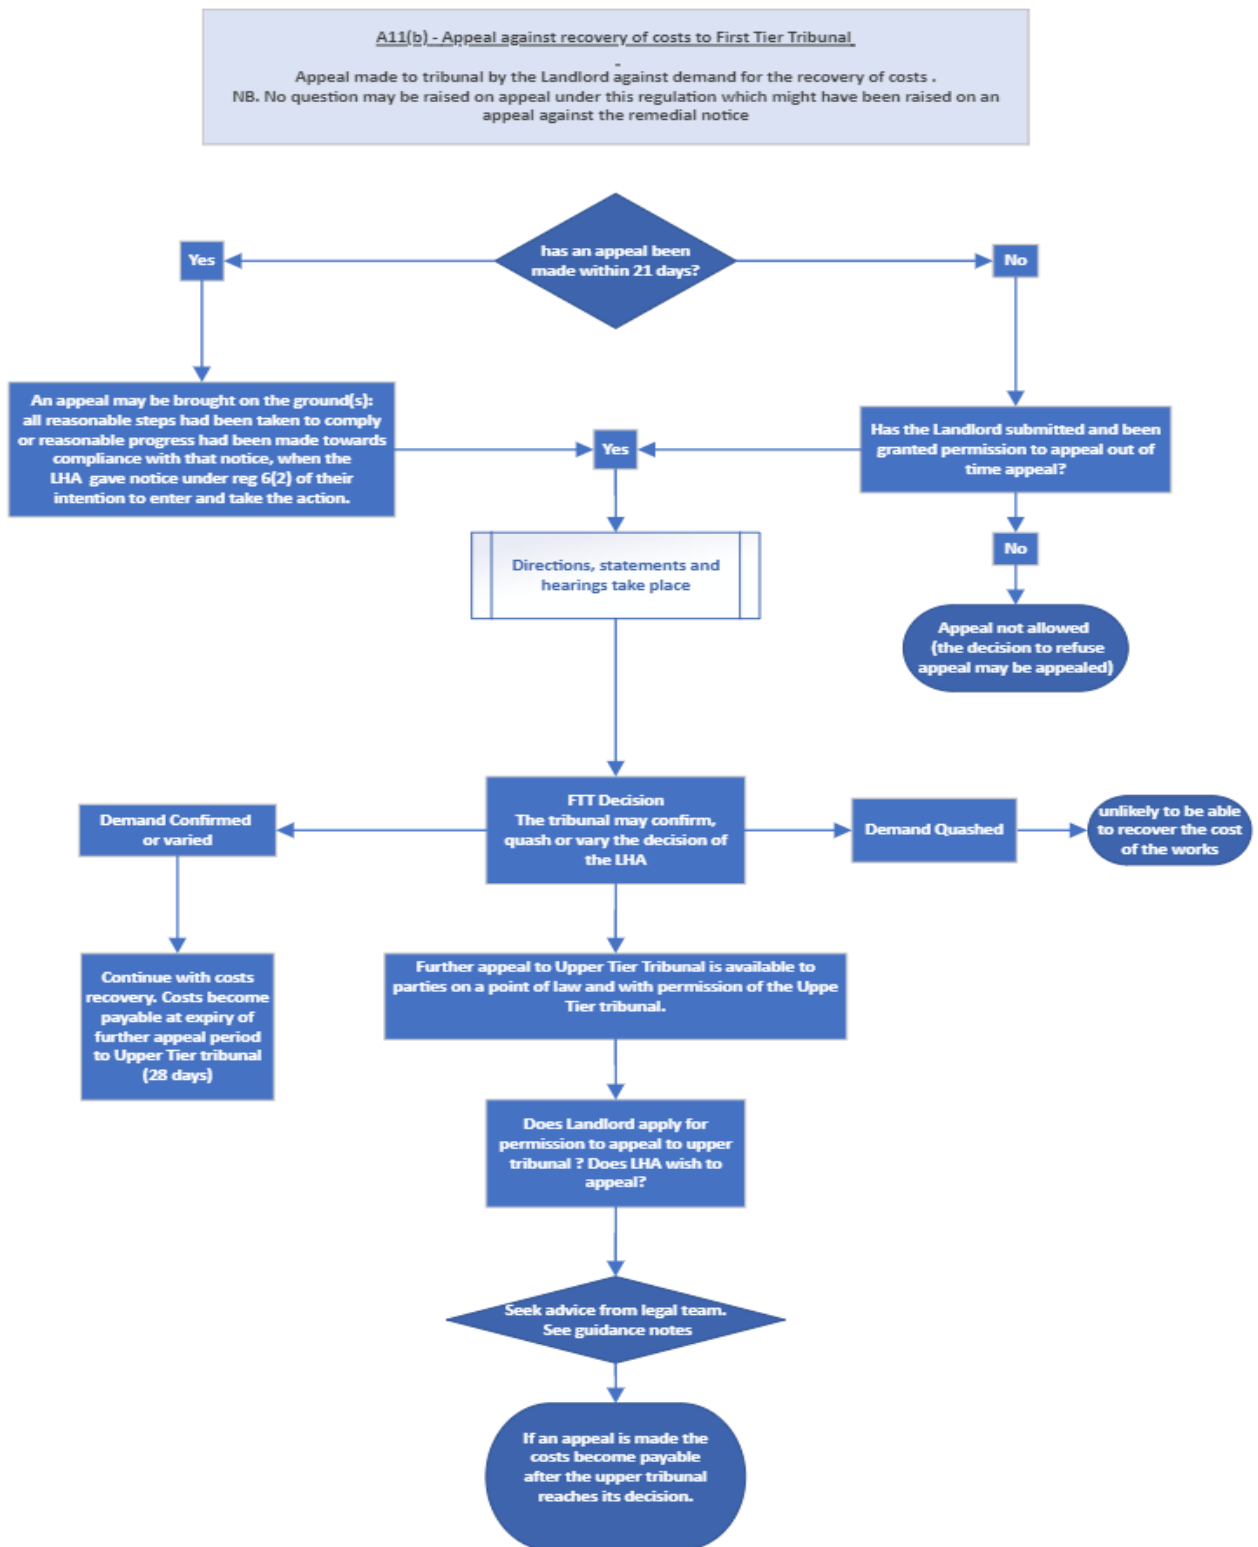 A11(b) - Appeal against recovery of costs to First Tier Tribunal
-
Appeal made to tribunal by the Landlord against demand for the recovery of costs .
NB. No question may be raised on appeal under this regulation which might have been raised on an
appeal against the remedial notice
has an appeal been
made within 21 days?
Yes
No
An appeal may be brought on the ground(s):
all reasonable steps had been taken to comply
or reasonable progress had been made towards
compliance with that notice, when the
LHA gave notice under reg 6(2) of their
intention to enter and take the action.
Yes
Has the Landlord submitted and been
granted permission to appeal out of
time appeal?
No
Directions, statements and
hearings take place
Appeal not allowed
(the decision to refuse
appeal may be appealed)
FTT Decision
The tribunal may confirm,
quash or vary the decision of
the LHA
Demand Confirmed
or varied
Demand Quashed
unlikely to be able
to recover the cost
of the works
Continue with costs
recovery. Costs become
payable at expiry of
further appeal period
to Upper Tier tribunal
(28 days)
Further appeal to Upper Tier Tribunal is available to
parties on a point of law and with permission of the Uppe
Tier tribunal.
Does Landlord apply for
permission to appeal to upper
tribunal ? Does LHA wish to
appeal?
Seek advice from legal team.
See guidance notes
If an appeal is made the
costs become payable
after the upper tribunal
reaches its decision.